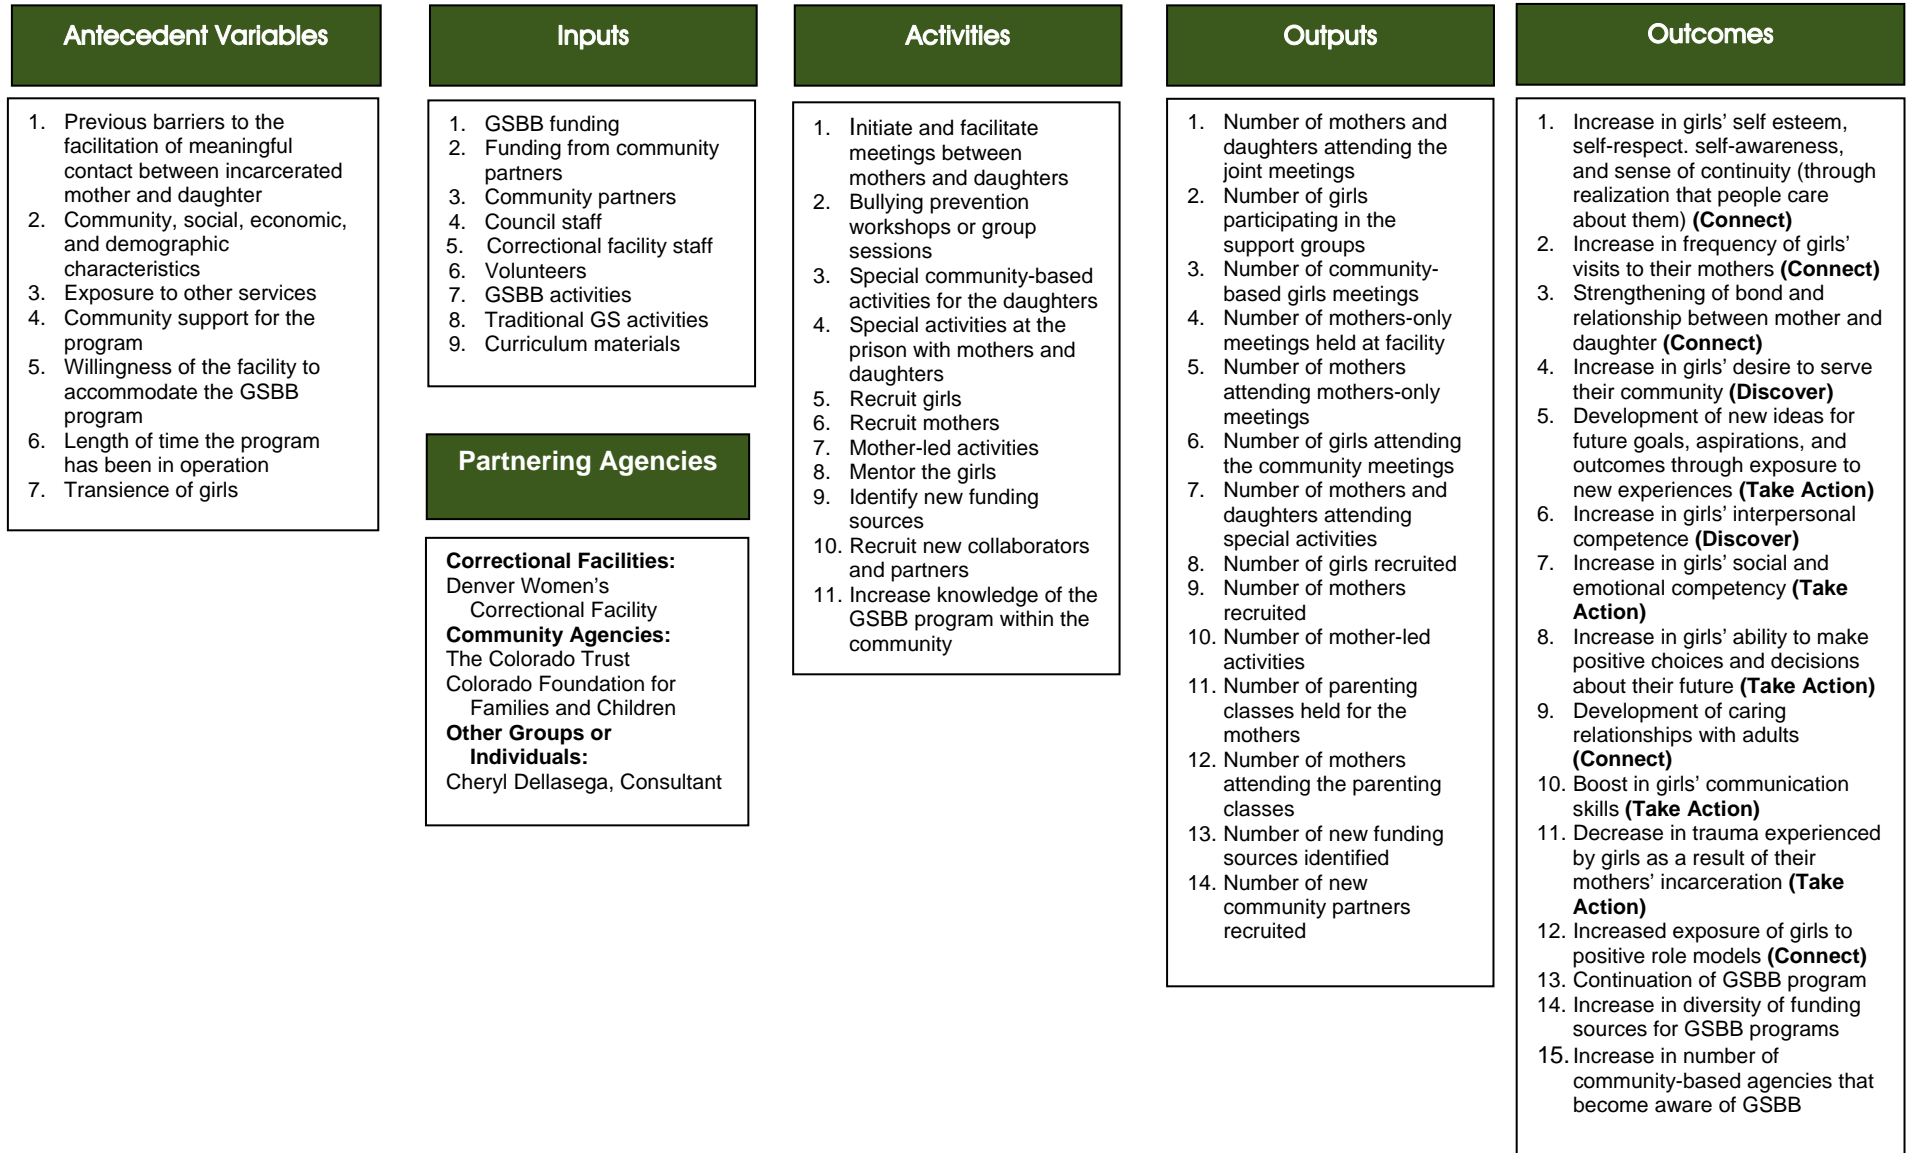 Antecedent Variables
1. Previous barriers to the
facilitation of meaningful
contact between incarcerated
mother and daughter
2. Community, social, economic,
and demographic
characteristics
3. Exposure to other services
4. Community support for the
program
5. Willingness of the facility to
accommodate the GSBB
program
6. Length of time the program
has been in operation
7. Transience of girls
Inputs
1. GSBB funding
2. Funding from community
partners
3. Community partners
4. Council staff
5. Correctional facility staff
6. Volunteers
7. GSBB activities
8. Traditional GS activities
9. Curriculum materials
Partnering Agencies
Correctional Facilities:
Denver Women’s
Correctional Facility
Community Agencies:
The Colorado Trust
Colorado Foundation for
Families and Children
Other Groups or
Individuals:
Cheryl Dellasega, Consultant
Activities
1. Initiate and facilitate
meetings between
mothers and daughters
2. Bullying prevention
workshops or group
sessions
3. Special community-based
activities for the daughters
4. Special activities at the
prison with mothers and
daughters
5. Recruit girls
6. Recruit mothers
7. Mother-led activities
8. Mentor the girls
9. Identify new funding
sources
10. Recruit new collaborators
and partners
11. Increase knowledge of the
GSBB program within the
community
Outputs
1. Number of mothers and
daughters attending the
joint meetings
2. Number of girls
participating in the
support groups
3. Number of community-
based girls meetings
4. Number of mothers-only
meetings held at facility
5. Number of mothers
attending mothers-only
meetings
6. Number of girls attending
the community meetings
7. Number of mothers and
daughters attending
special activities
8. Number of girls recruited
9. Number of mothers
recruited
10. Number of mother-led
activities
11. Number of parenting
classes held for the
mothers
12. Number of mothers
attending the parenting
classes
13. Number of new funding
sources identified
14. Number of new
community partners
recruited
Outcomes
1. Increase in girls’ self esteem,
self-respect. self-awareness,
and sense of continuity (through
realization that people care
about them) (Connect)
2. Increase in frequency of girls’
visits to their mothers (Connect)
3. Strengthening of bond and
relationship between mother and
daughter (Connect)
4. Increase in girls’ desire to serve
their community (Discover)
5. Development of new ideas for
future goals, aspirations, and
outcomes through exposure to
new experiences (Take Action)
6. Increase in girls’ interpersonal
competence (Discover)
7. Increase in girls’ social and
emotional competency (Take
Action)
8. Increase in girls’ ability to make
positive choices and decisions
about their future (Take Action)
9. Development of caring
relationships with adults
(Connect)
10. Boost in girls’ communication
skills (Take Action)
11. Decrease in trauma experienced
by girls as a result of their
mothers’ incarceration (Take
Action)
12. Increased exposure of girls to
positive role models (Connect)
13. Continuation of GSBB program
14. Increase in diversity of funding
sources for GSBB programs
15. Increase in number of
community-based agencies that
become aware of GSBB